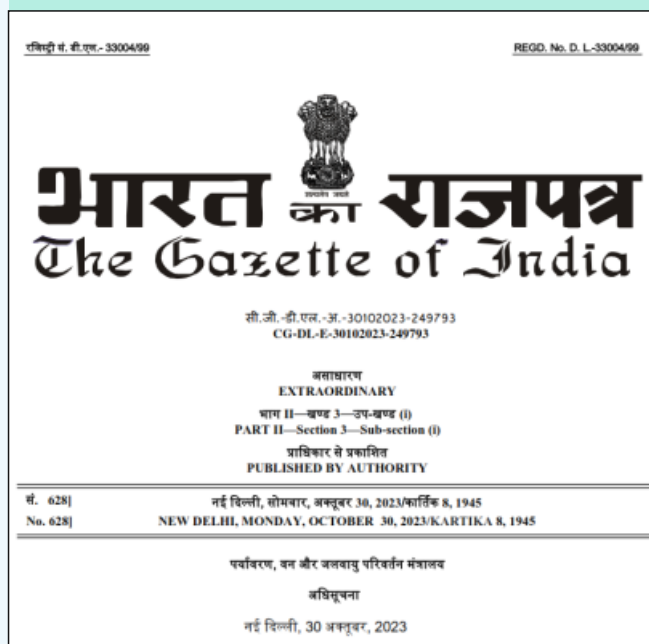 रजिस्ट्री सं. डी.एल.- 33004/99
REGD. No. D. L.-33004/99
भारत का राजपत्र
The Gazette of India
सी.जी.-डी.एल.-अ.-30102023-249793
CG-DL-E-30102023-249793
असाधारण
EXTRAORDINARY
भाग II—खण्ड 3—उप-खण्ड (i)
PART II—Section 3—Sub-section (i)
प्राधिकार से प्रकाशित
PUBLISHED BY AUTHORITY
सं. 628]
नई दिल्ली, सोमवार, अक्तूबर 30, 2023/कार्तिक 8, 1945
No. 628]
NEW DELHI, MONDAY, OCTOBER 30, 2023/KARTIKA 8, 1945
पर्यावरण, वन और जलवायु परिवर्तन मंत्रालय
अधिसूचना
नई दिल्ली, 30 अक्तूबर, 2023